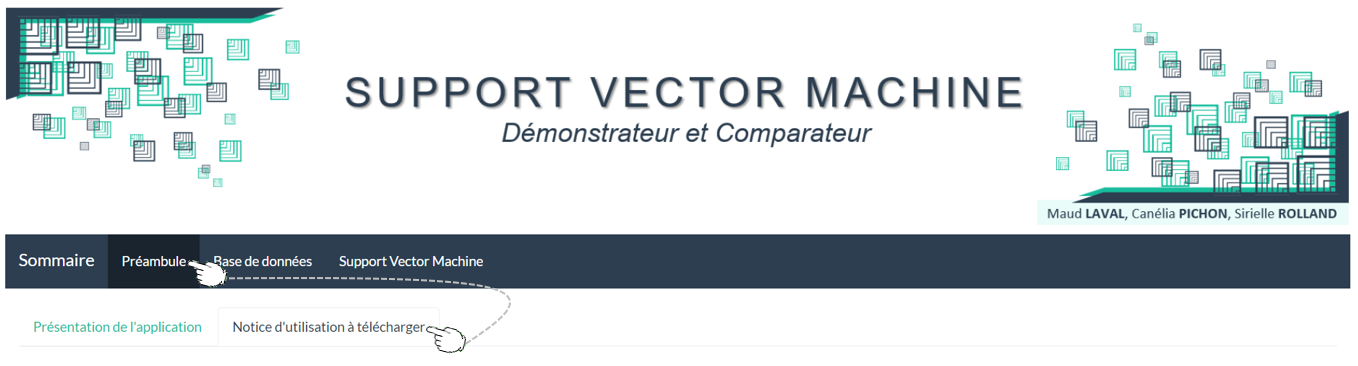 SUPPORT VECTOR MACHINE
Démonstrateur et Comparateur
Maud LAVAL, Canélia PICHON, Sirielle ROLLAND
Sommaire Préambule Base de données Support Vector Machine
Présentation de l'application Notice d'utilisation à télécharger